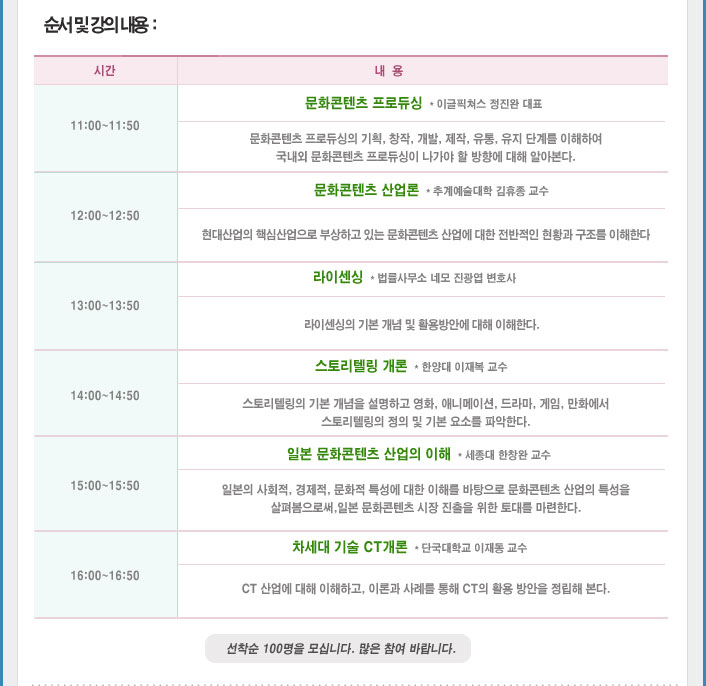 순서 및 강의 내용 :
시간
내 용
11:00~11:50
문화콘텐츠 프로듀싱 * 이글픽쳐스 정진완 대표
문화콘텐츠 프로듀싱의 기획, 창작, 개발, 제작, 유통, 유지 단계를 이해하여
국내외 문화콘텐츠 프로듀싱이 나가야 할 방향에 대해 알아본다.
12:00~12:50
문화콘텐츠 산업론 * 추계예술대학 김휴종 교수
현대산업의 핵심산업으로 부상하고 있는 문화콘텐츠 산업에 대한 전반적인 현황과 구조를 이해한다
13:00~13:50
라이센싱 * 법률사무소 네모 진광엽 변호사
라이센싱의 기본 개념 및 활용방안에 대해 이해한다.
14:00~14:50
스토리텔링 개론 * 한양대 이재복 교수
스토리텔링의 기본 개념을 설명하고 영화, 애니메이션, 드라마, 게임, 만화에서
스토리텔링의 정의 및 기본 요소를 파악한다.
15:00~15:50
일본 문화콘텐츠 산업의 이해 * 세종대 한창완 교수
일본의 사회적, 경제적, 문화적 특성에 대한 이해를 바탕으로 문화콘텐츠 산업의 특성을
살펴봄으로써,일본 문화콘텐츠 시장 진출을 위한 토대를 마련한다.
16:00~16:50
차세대 기술 CT개론 * 단국대학교 이재동 교수
CT 산업에 대해 이해하고, 이론과 사례를 통해 CT의 활용 방안을 정립해 본다.
선착순 100명을 모십니다. 많은 참여 바랍니다.